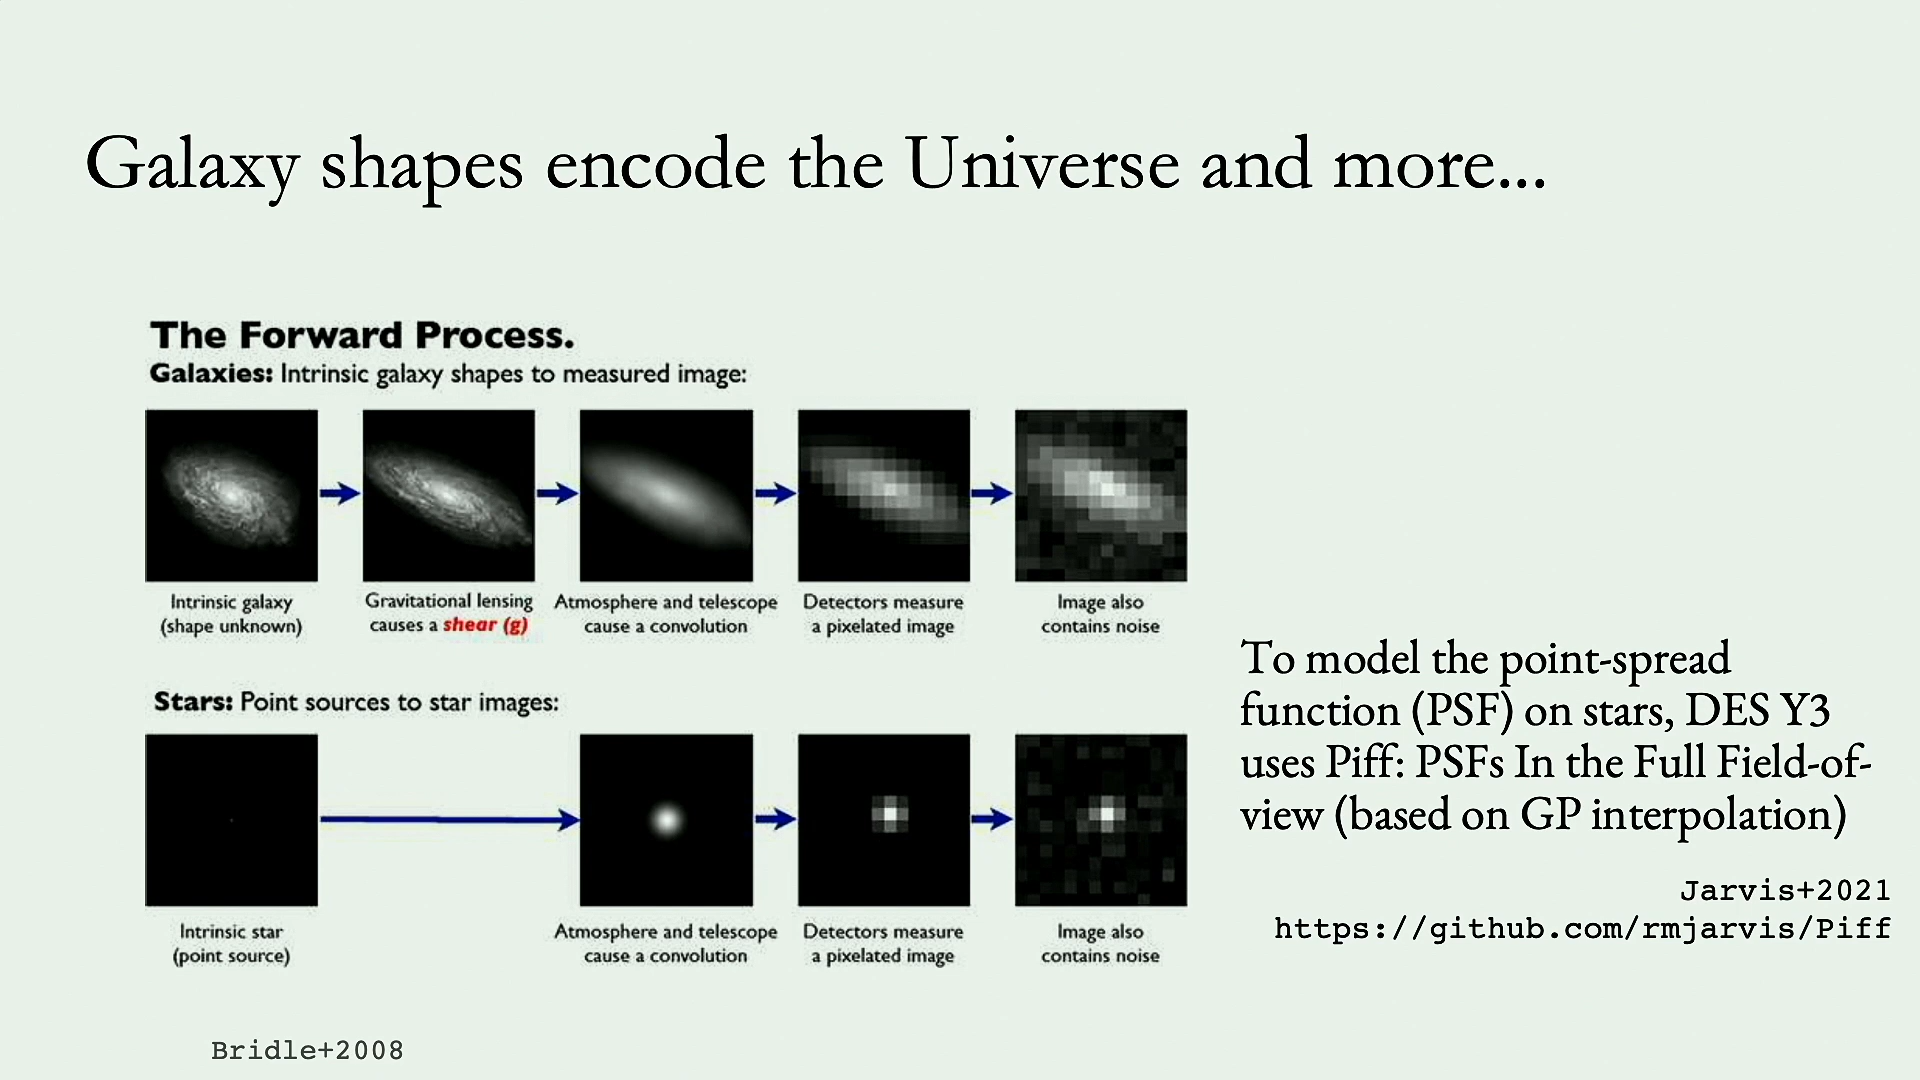 Galaxy shapes encode the Universe and more...
The Forward Process.
Galaxies: Intrinsic galaxy shapes to measured image:
Intrinsic galaxy
(shape unknown)
Gravitational lensing
causes a shear (g)
Atmosphere and telescope
cause a convolution
Detectors measure
a pixelated image
Image also
contains noise
Stars: Point sources to star images:
Intrinsic star
(point source)
Atmosphere and telescope
cause a convolution
Detectors measure
a pixelated image
Image also
contains noise
To model the point-spread
function (PSF) on stars, DES Y3
uses Piff: PSFs In the Full Field-of-
view (based on GP interpolation)
Jarvis+2021
https://github.com/rmjarvis/Piff
Bridle+2008